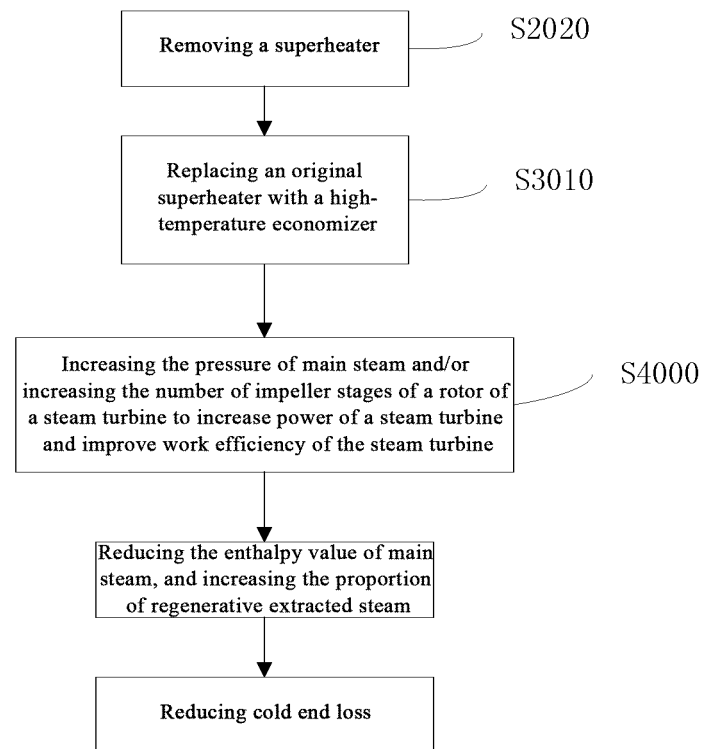 Removing a superheater
S2020
Replacing an original
superheater with a high-
temperature economizer
S3010
Increasing the pressure of main steam and/or
increasing the number of impeller stages of a rotor of
a steam turbine to increase power of a steam turbine
and improve work efficiency of the steam turbine
S4000
Reducing the enthalpy value of main
steam, and increasing the proportion
of regenerative extracted steam
Reducing cold end loss